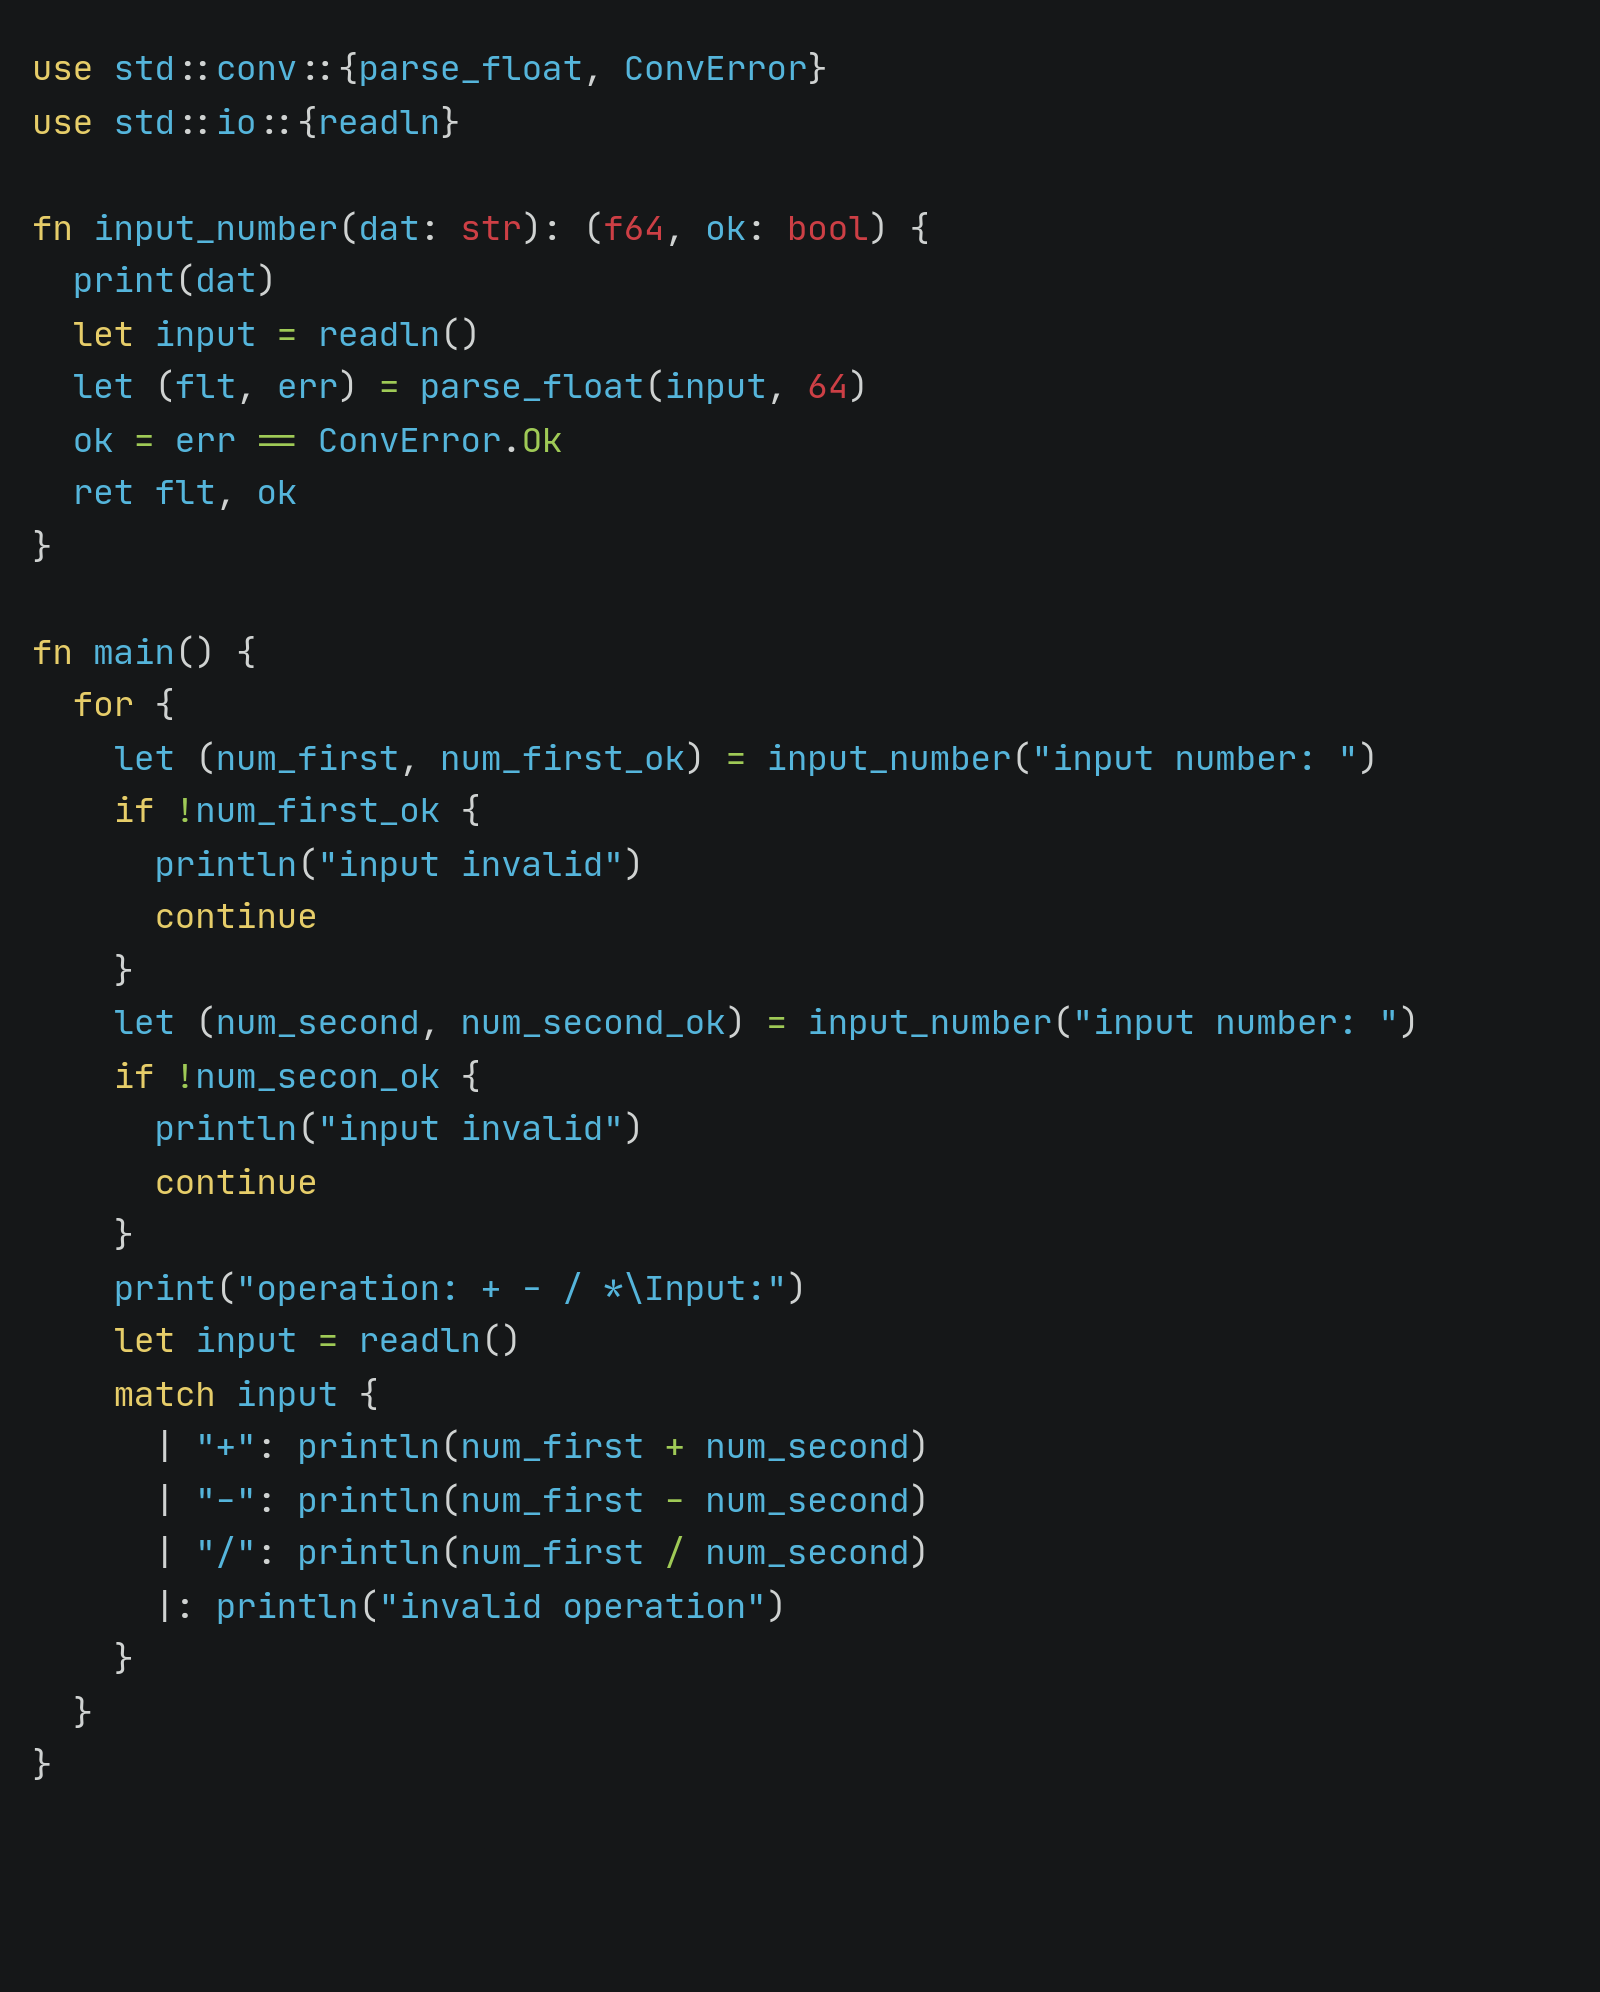 use std::conv::{parse_float, ConvError}
use std::io::{readln}

fn input_number(dat: str): (f64, ok: bool) {
  print(dat)
  let input = readln()
  let (flt, err) = parse_float(input, 64)
  ok = err == ConvError.Ok
  ret flt, ok
}

fn main() {
  for {
    let (num_first, num_first_ok) = input_number("input number: ")
    if !num_first_ok {
      println("input invalid")
      continue
    }
    let (num_second, num_second_ok) = input_number("input number: ")
    if !num_secon_ok {
      println("input invalid")
      continue
    }
    print("operation: + - / *\Input:")
    let input = readln()
    match input {
      | "+": println(num_first + num_second)
      | "-": println(num_first - num_second)
      | "/": println(num_first / num_second)
      |: println("invalid operation")
    }
  }
}